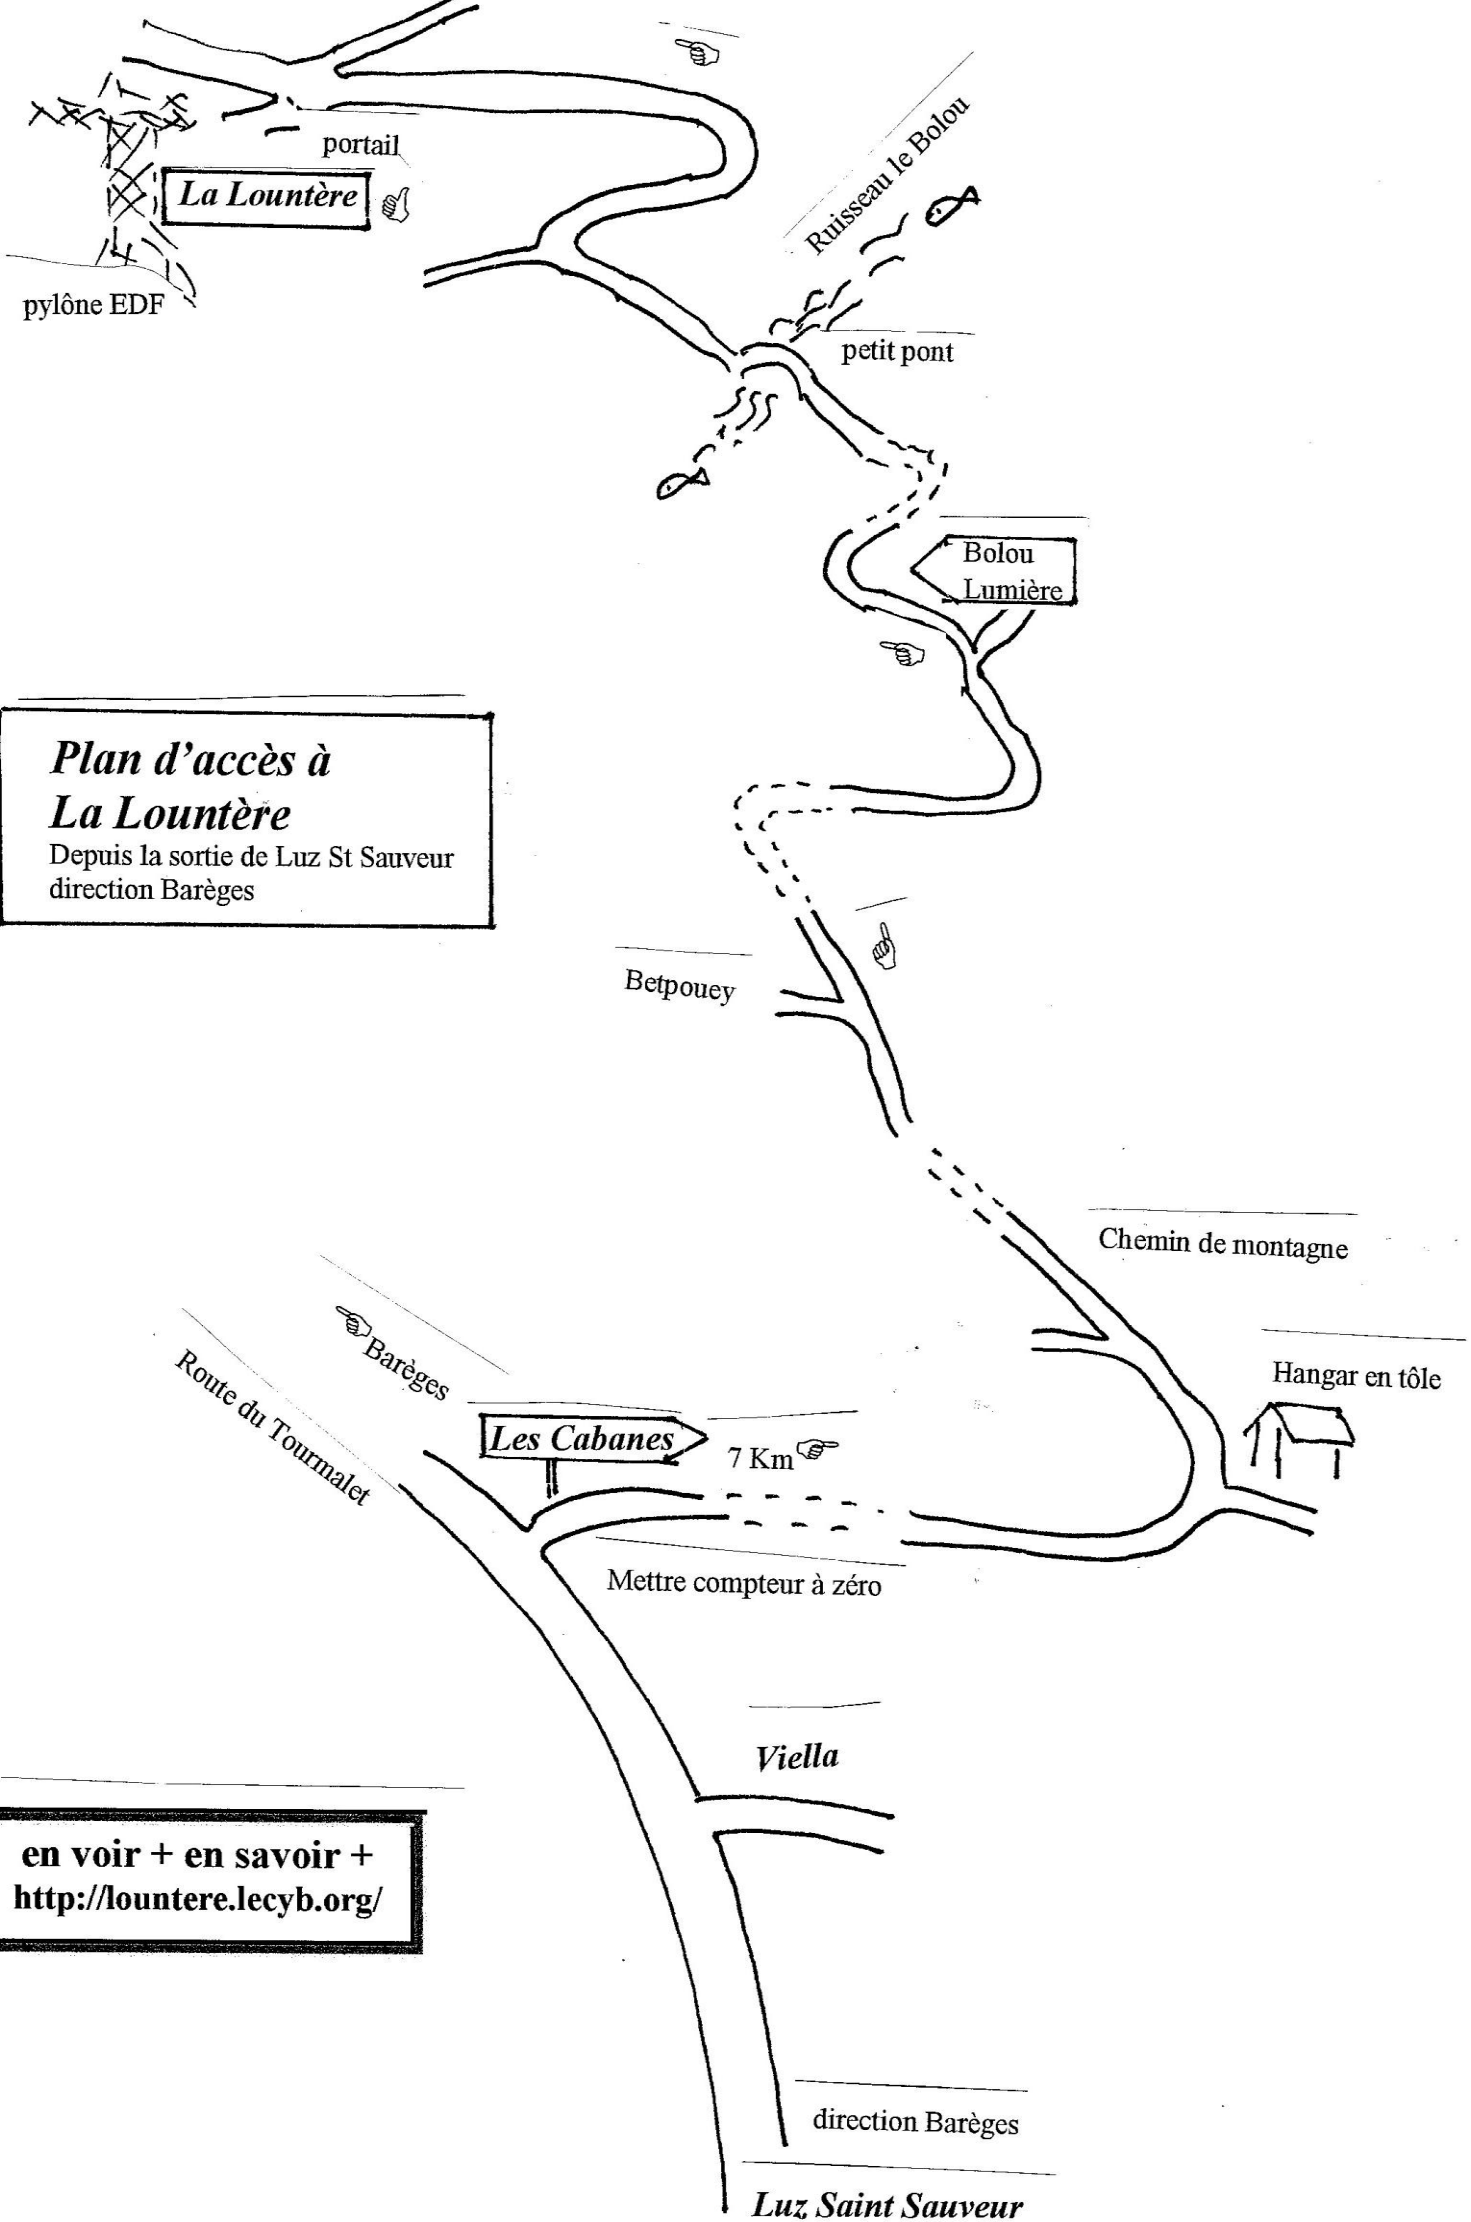 Ruisseau le Bolou
portail
La Lountère
pylône EDF
petit pont
Bolou
Lumière
Plan d'accès à
La Lountère
Depuis la sortie de Luz St Sauveur
direction Barèges
Betpouey
Chemin de montagne
Hangar en tôle
Barèges
Route du Tourmalet
Les Cabanes
7 Km
Mettre compteur à zéro
Viella
en voir + en savoir +
http://lountere.lecyb.org/
direction Barèges
Luz Saint Sauveur